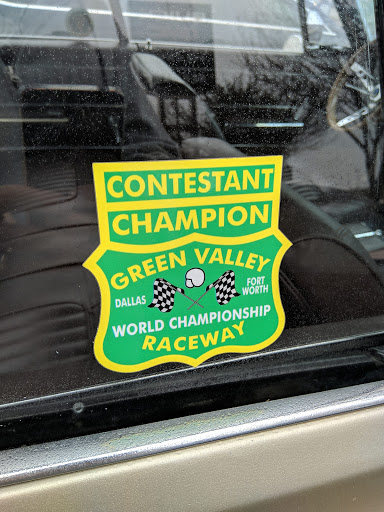 CONTESTANT
CHAMPION
GREEN VALLEY
DALLAS
FORT
WORTH
WORLD CHAMPIONSHIP
RACEWAY